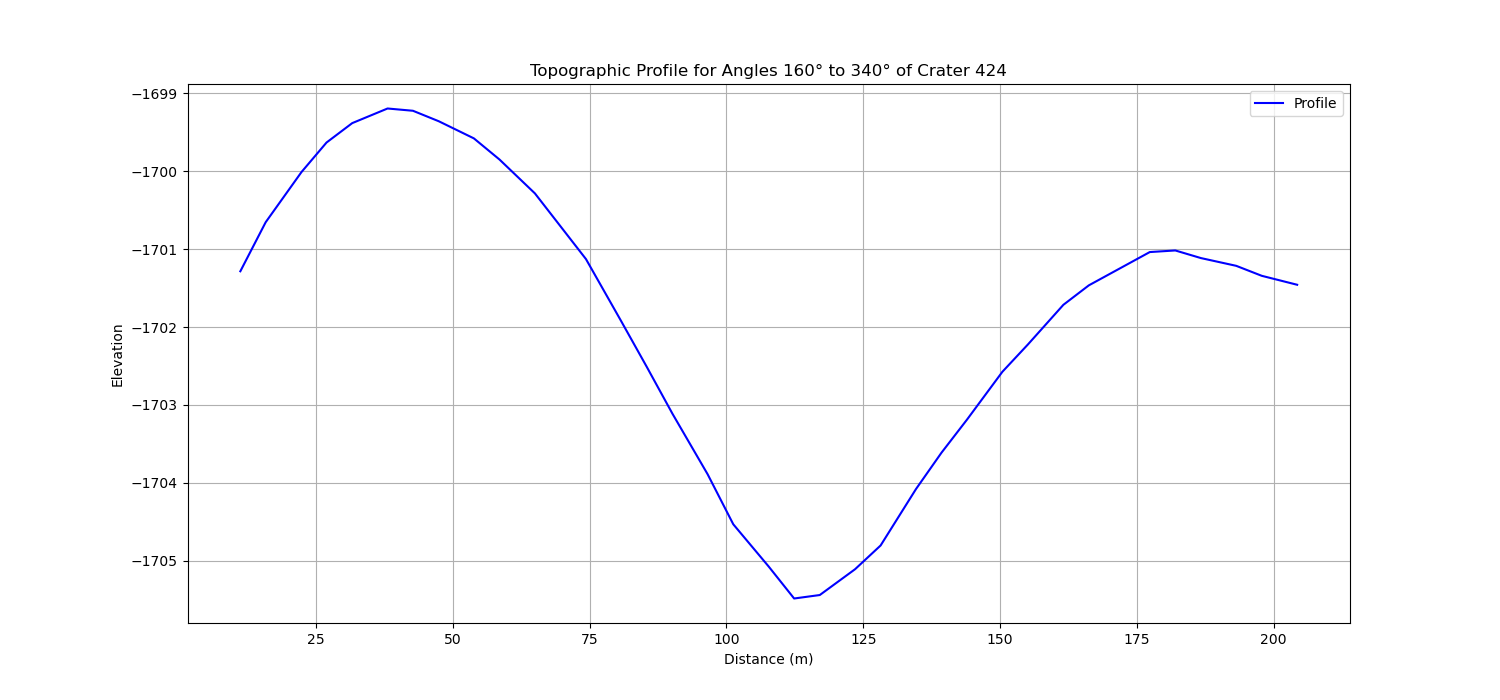 Topographic Profile for Angles 160° to 340° of Crater 424
Profile
−1699
−1700
−1701
−1702
−1703
−1704
−1705
Elevation
25 50 75 100 125 150 175 200
Distance (m)